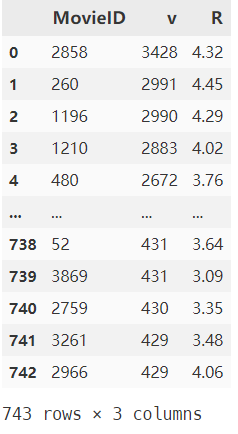 MovieID v R
0 2858 3428 4.32
1 260 2991 4.45
2 1196 2990 4.29
3 1210 2883 4.02
4 480 2672 3.76
... ... ... ...
738 52 431 3.64
739 3869 431 3.09
740 2759 430 3.35
741 3261 429 3.48
742 2966 429 4.06
743 rows × 3 columns